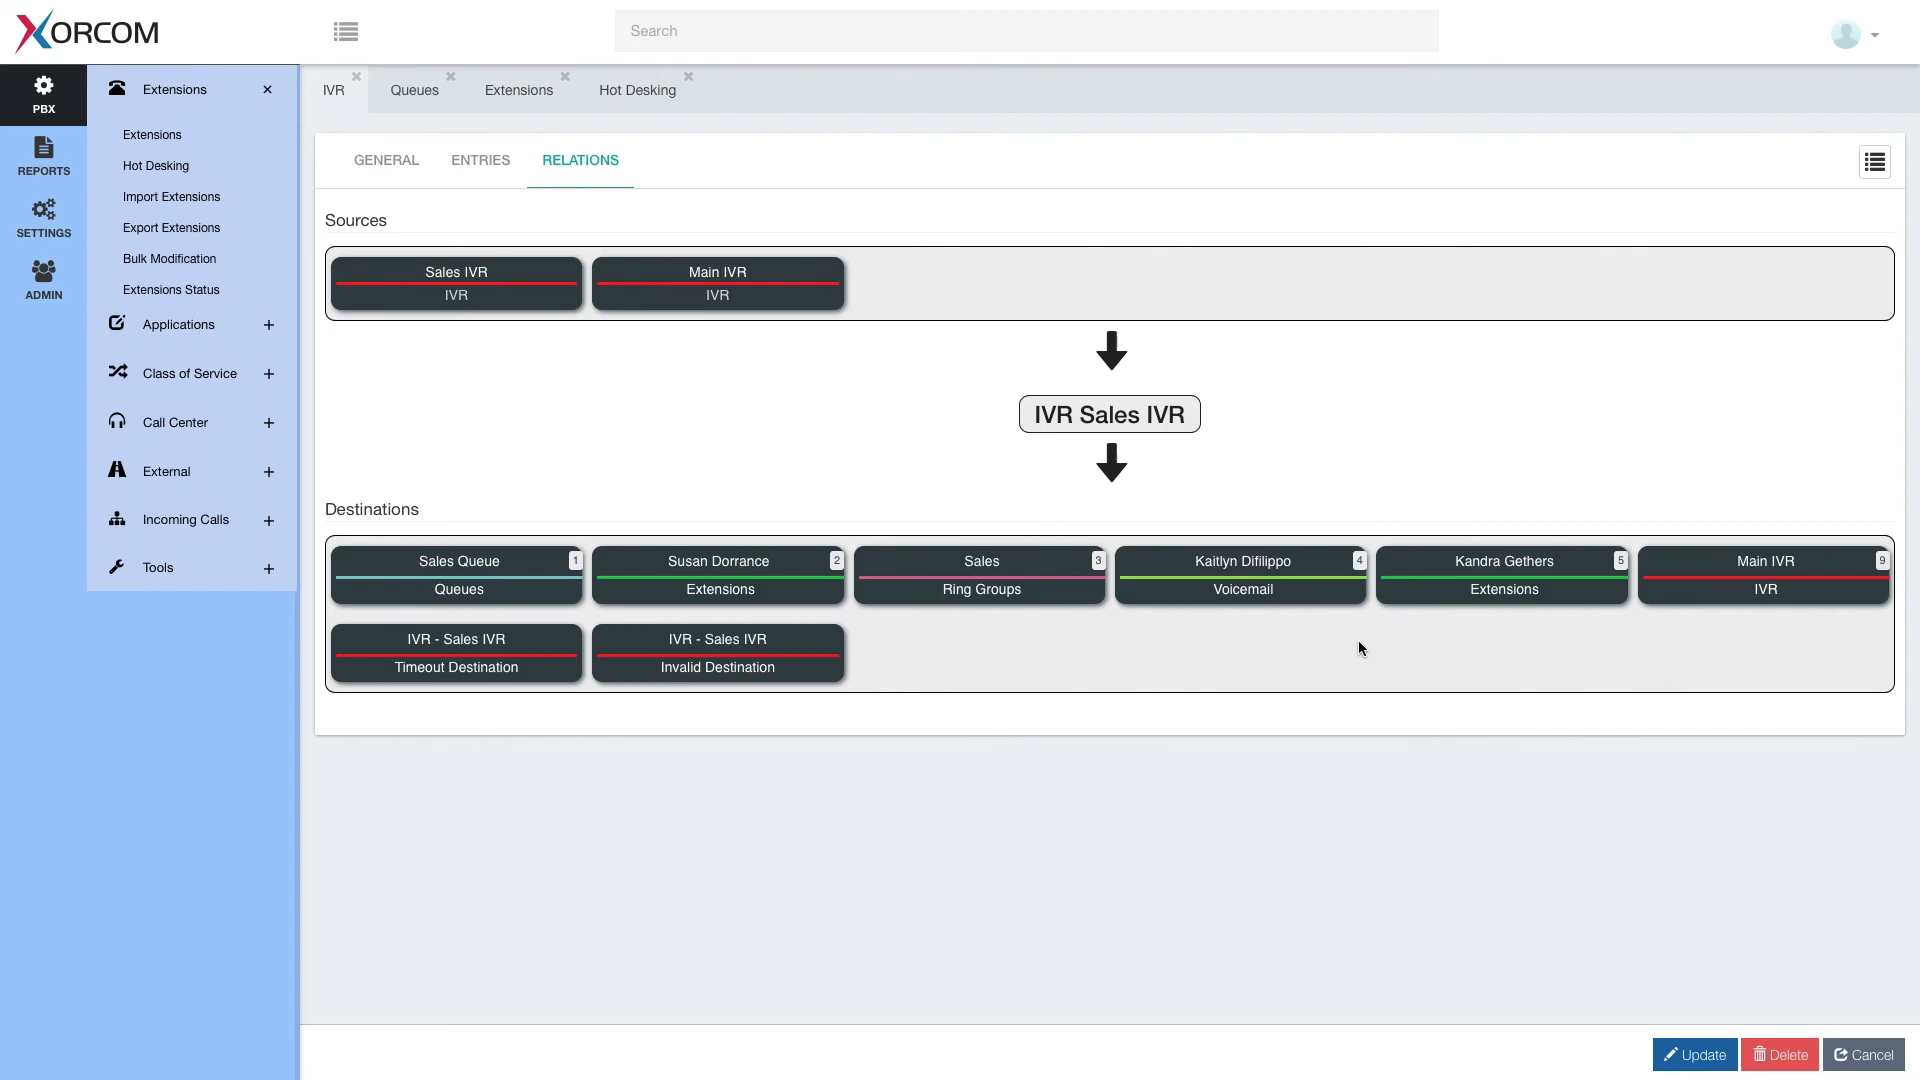 XORCOM
Search
PBX
REPORTS
SETTINGS
ADMIN
Extensions
Extensions
Hot Desking
Import Extensions
Export Extensions
Bulk Modification
Extensions Status
Applications
Class of Service
Call Center
External
Incoming Calls
Tools
IVR
Queues
Extensions
Hot Desking
GENERAL
ENTRIES
RELATIONS
Sources
Sales IVR
IVR
Main IVR
IVR
IVR Sales IVR
Destinations
Sales Queue 1
Queues
Susan Dorrance 2
Extensions
Sales 3
Ring Groups
Kaitlyn Difilippo 4
Voicemail
Kandra Gethers 5
Extensions
Main IVR 9
IVR
IVR - Sales IVR
Timeout Destination
IVR - Sales IVR
Invalid Destination
Update
Delete
Cancel